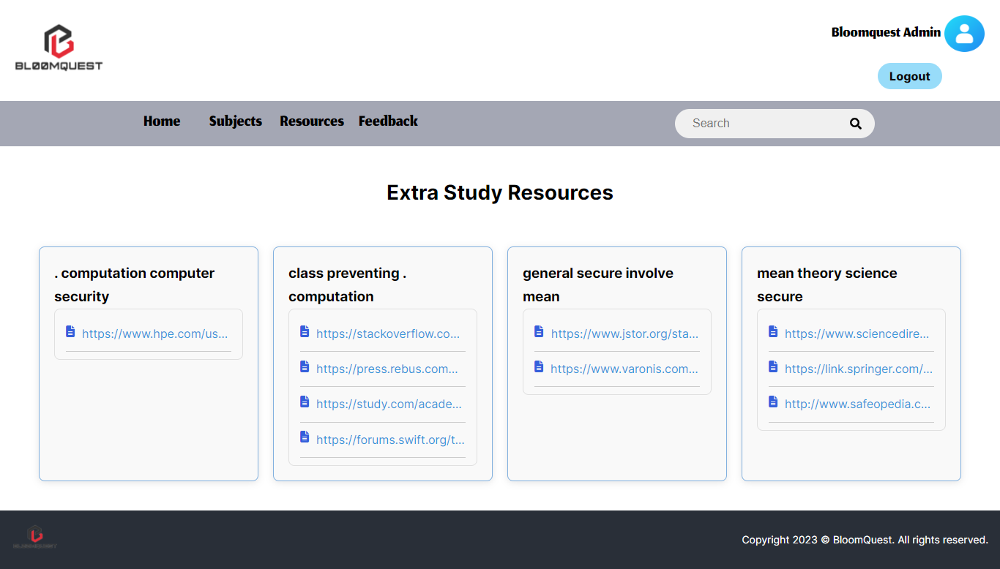 BLOOMQUEST
Bloomquest Admin
Logout
Home Subjects Resources Feedback
Search
Extra Study Resources
. computation computer
security
https://www.hpe.com/us...
class preventing .
computation
https://stackoverflow.co...
https://press.rebus.com...
https://study.com/acade...
https://forums.swift.org/t...
general secure involve
mean
https://www.jstor.org/sta...
https://www.varonis.com...
mean theory science
secure
https://www.sciencedire...
https://link.springer.com/...
http://www.safeopedia.c...
BLOOMQUEST
Copyright 2023 © BloomQuest. All rights reserved.